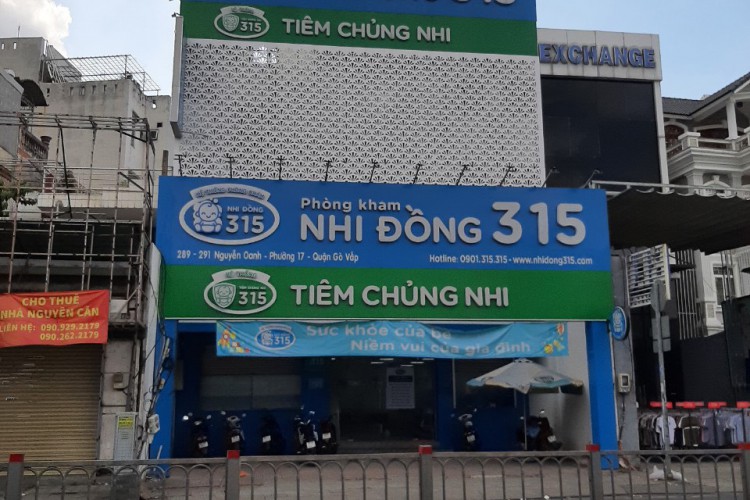 315
TIÊM CHỦNG NHI
EXCHANGE
NHI ĐỒNG
315
Phòng khám
NHI ĐỒNG 315
289 - 291 Nguyễn Oanh - Phường 17 - Quận Gò Vấp
Hotline: 0901.315.315 - www.nhidong315.com
315
TIÊM CHỦNG NHI
CHO THUÊ
NHÀ NGUYÊN CĂN
LIÊN HỆ: 090.929.2179
090.262.2179
315
Sức khỏe của bé
Niềm vui của gia đình